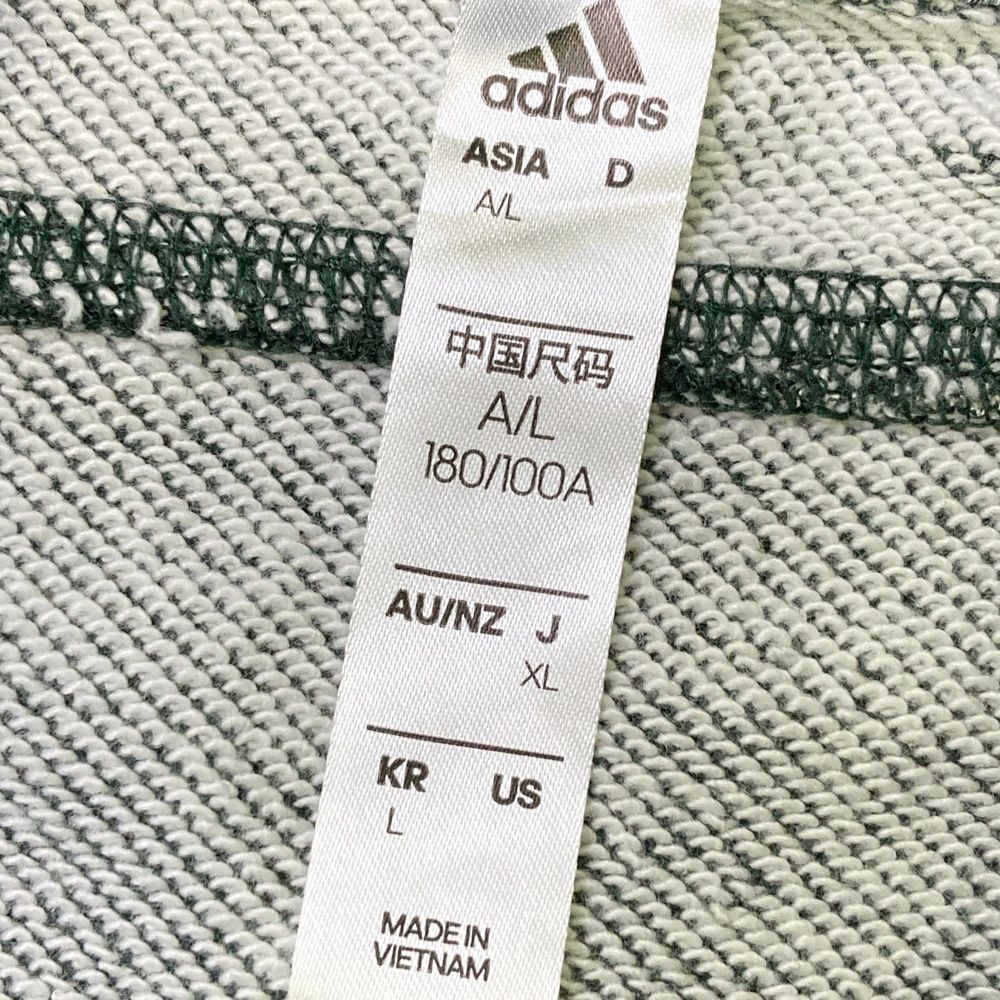 adidas
ASIA D
A/L
中国尺码
A/L
180/100A
AU/NZ J
XL
KR US
L
MADE IN
VIETNAM